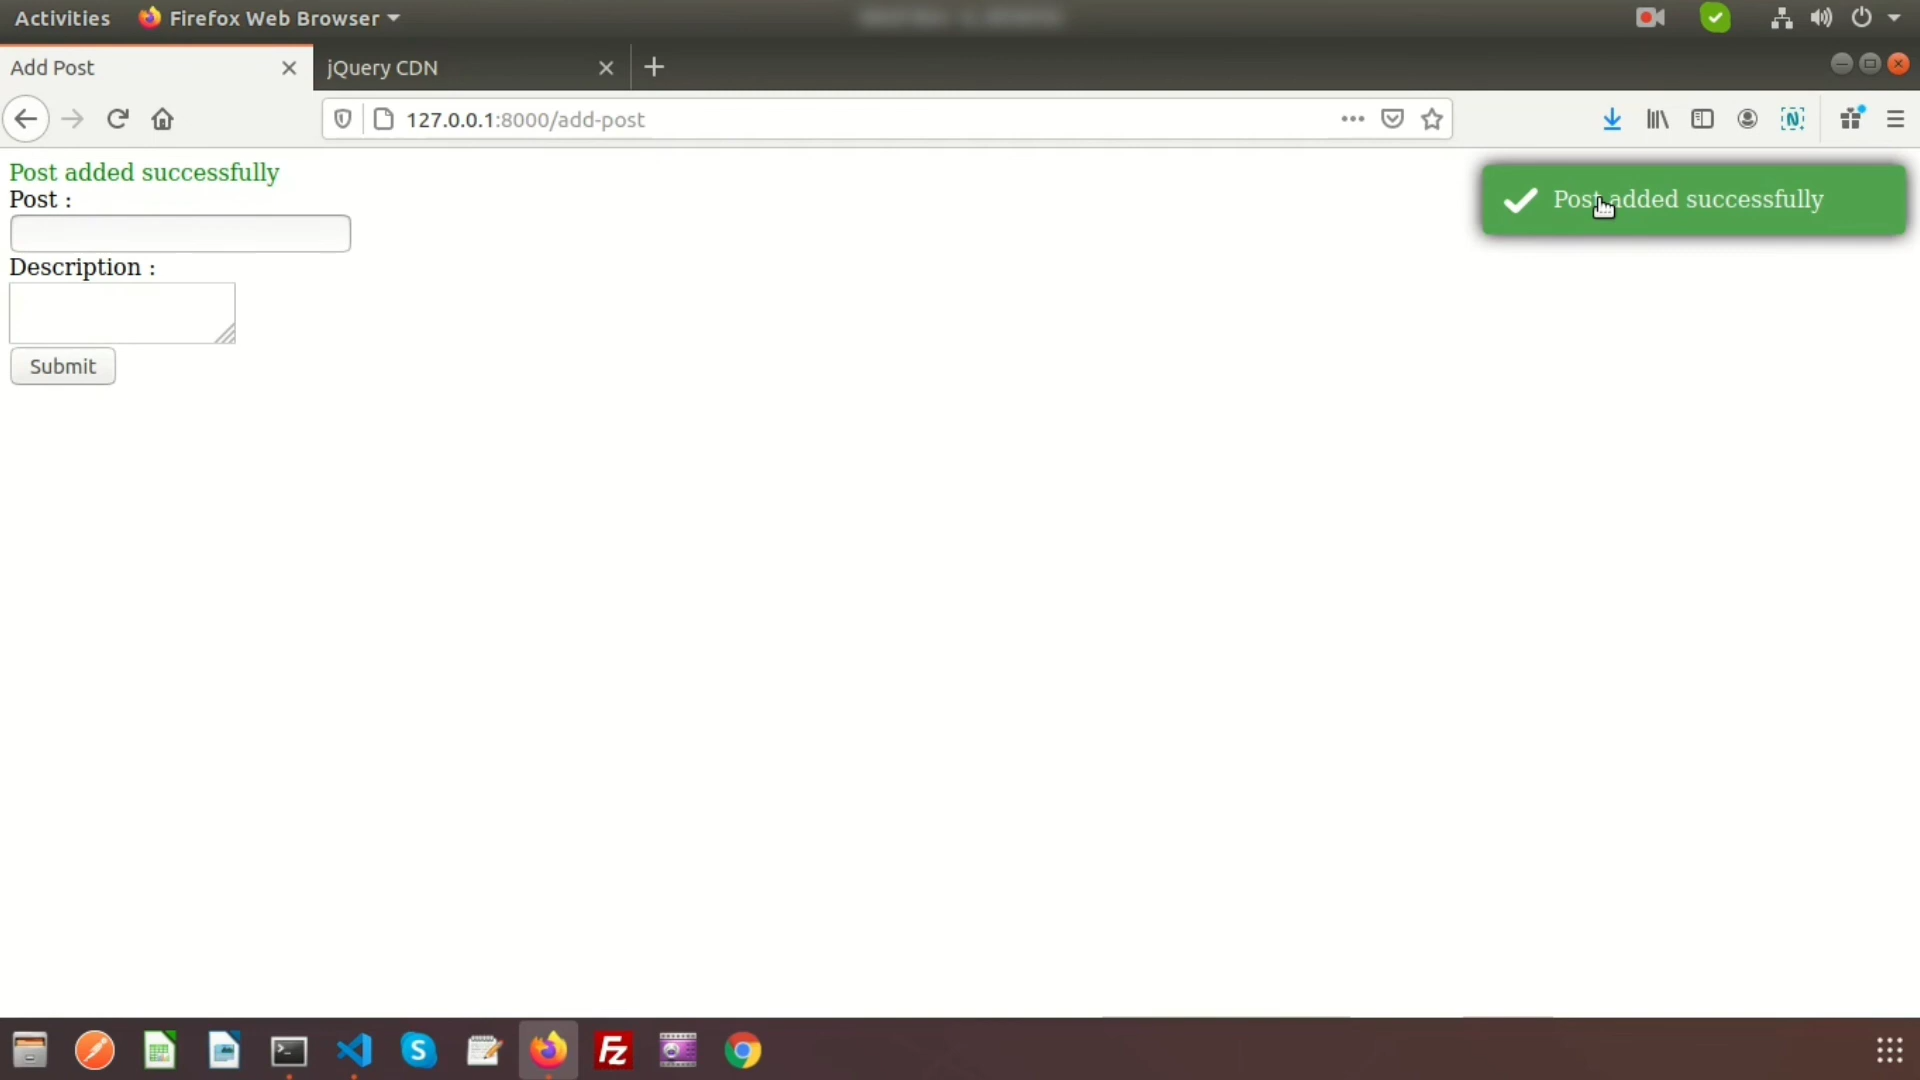 Activities
Firefox Web Browser
Add Post
jQuery CDN
127.0.0.1:8000/add-post
Post added successfully
Post added successfully
Post :
Description :
Submit